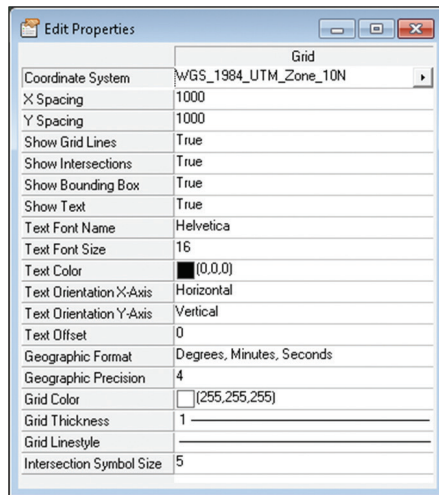 Edit Properties
Grid
Coordinate System WGS_1984_UTM_Zone_10N
X Spacing 1000
Y Spacing 1000
Show Grid Lines True
Show Intersections True
Show Bounding Box True
Show Text True
Text Font Name Helvetica
Text Font Size 16
Text Color (0,0,0)
Text Orientation X-Axis Horizontal
Text Orientation Y-Axis Vertical
Text Offset 0
Geographic Format Degrees, Minutes, Seconds
Geographic Precision 4
Grid Color (255,255,255)
Grid Thickness 1
Grid Linestyle
Intersection Symbol Size 5